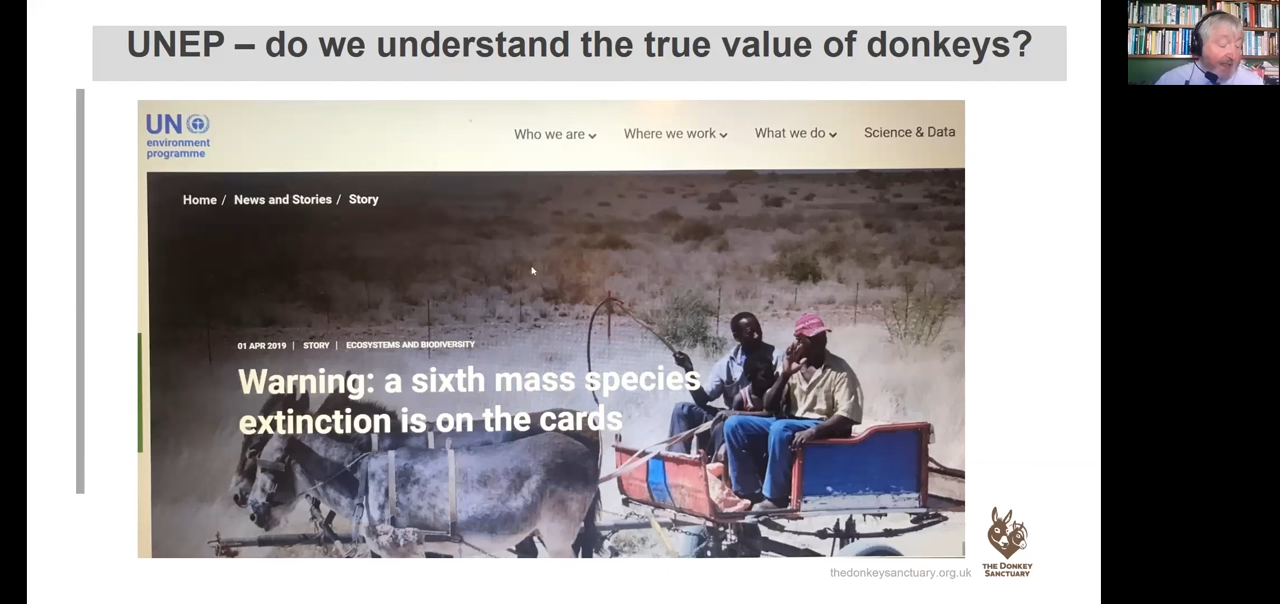 UNEP – do we understand the true value of donkeys?
UN
environment
programme
Who we are
Where we work
What we do
Science & Data
Home / News and Stories / Story
01 APR 2019 | STORY | ECOSYSTEMS AND BIODIVERSITY
Warning: a sixth mass species
extinction is on the cards
THE DONKEY
SANCTUARY
thedonkeysanctuary.org.uk